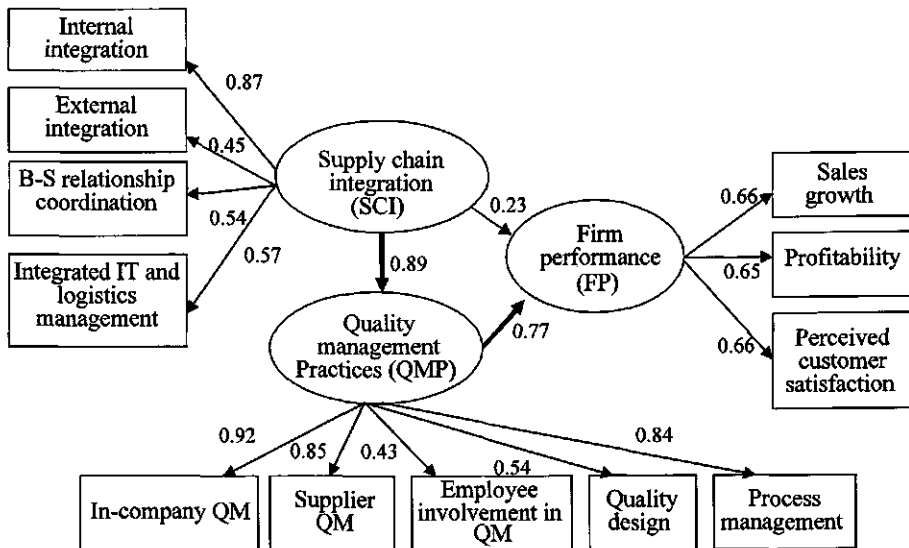 Internal
integration
0.87
External
integration
0.45
B-S relationship
coordination
0.54
0.57
Integrated IT and
logistics
management
Supply chain
integration
(SCI)
0.23
0.89
Firm
performance
(FP)
0.77
Quality
management
Practices (QMP)
0.66
Sales
growth
0.65
Profitability
0.66
Perceived
customer
satisfaction
0.92
0.85
0.43
0.54
0.84
In-company QM
Supplier
QM
Employee
involvement in
QM
Quality
design
Process
management